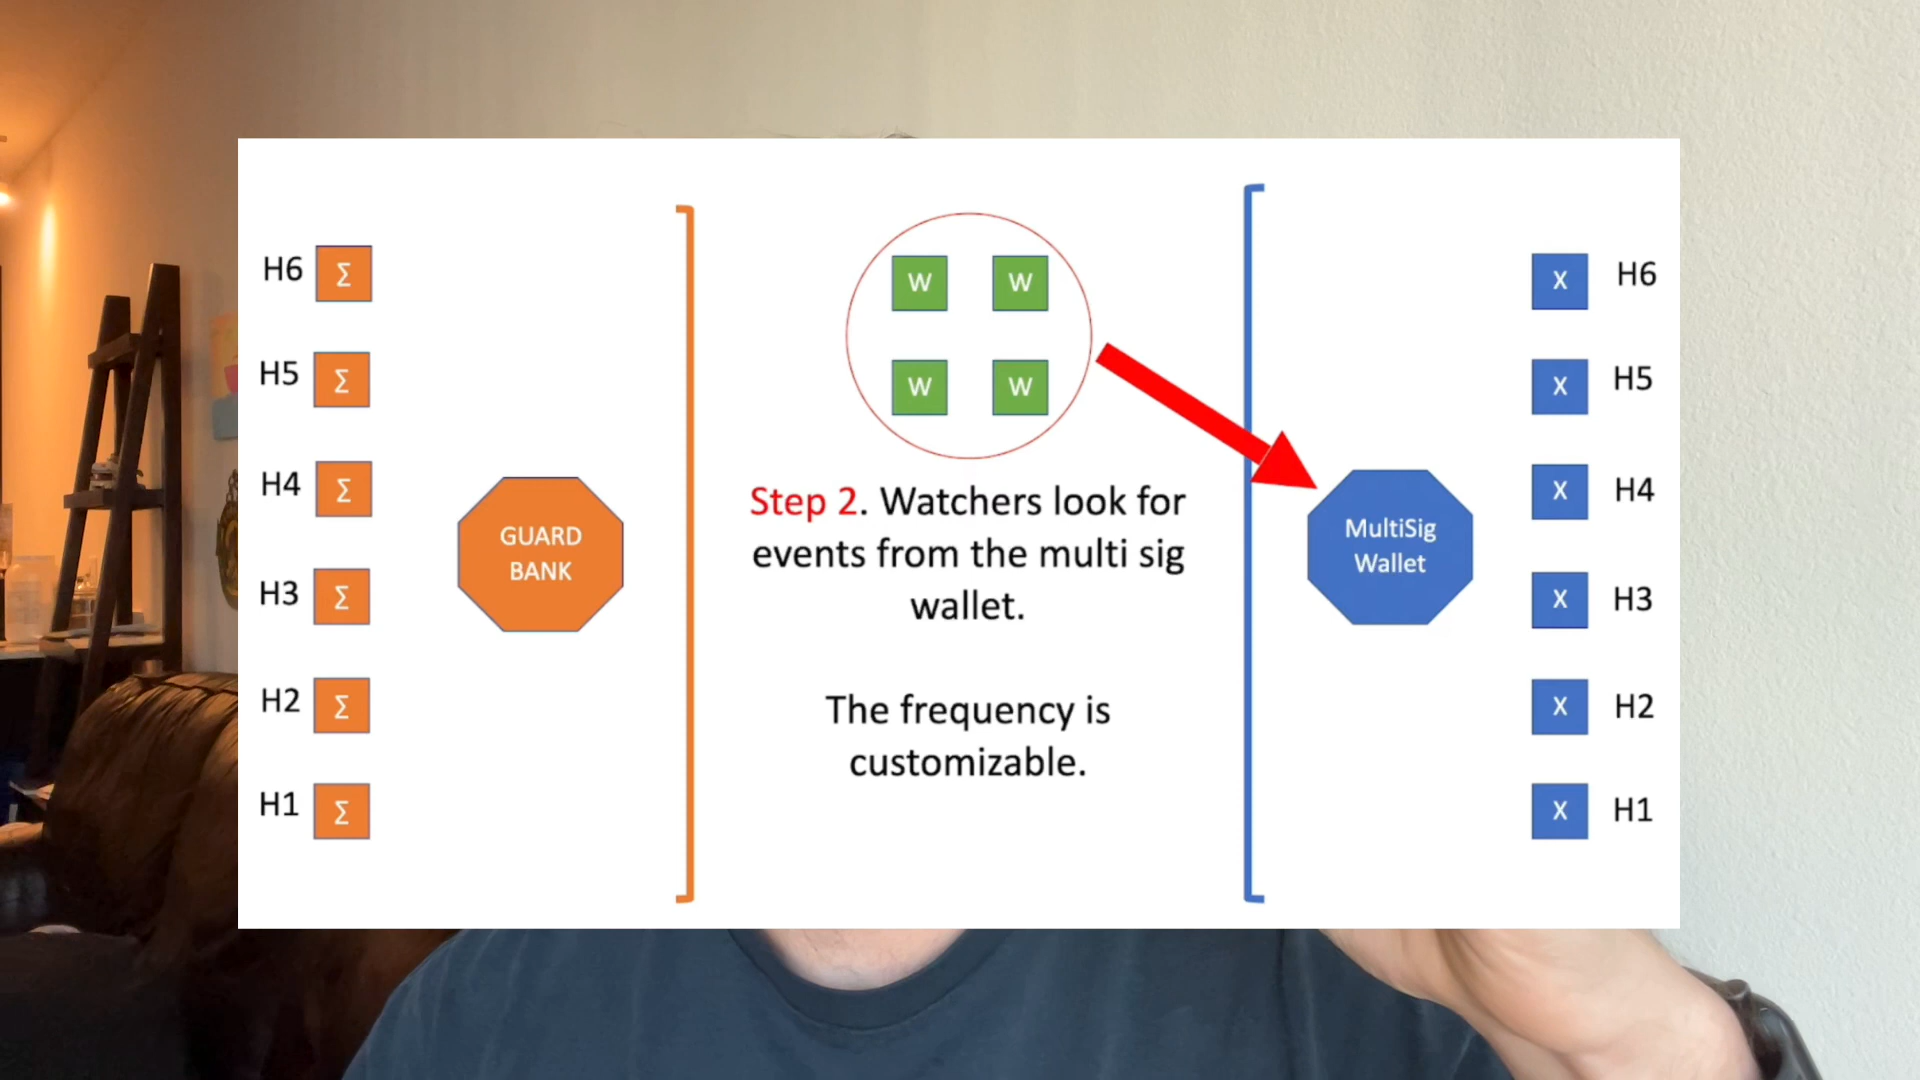 H6 Σ
H5 Σ
H4 Σ
H3 Σ
H2 Σ
H1 Σ
GUARD
BANK
W W
W W
Step 2. Watchers look for
events from the multi sig
wallet.
The frequency is
customizable.
MultiSig
Wallet
X H6
X H5
X H4
X H3
X H2
X H1